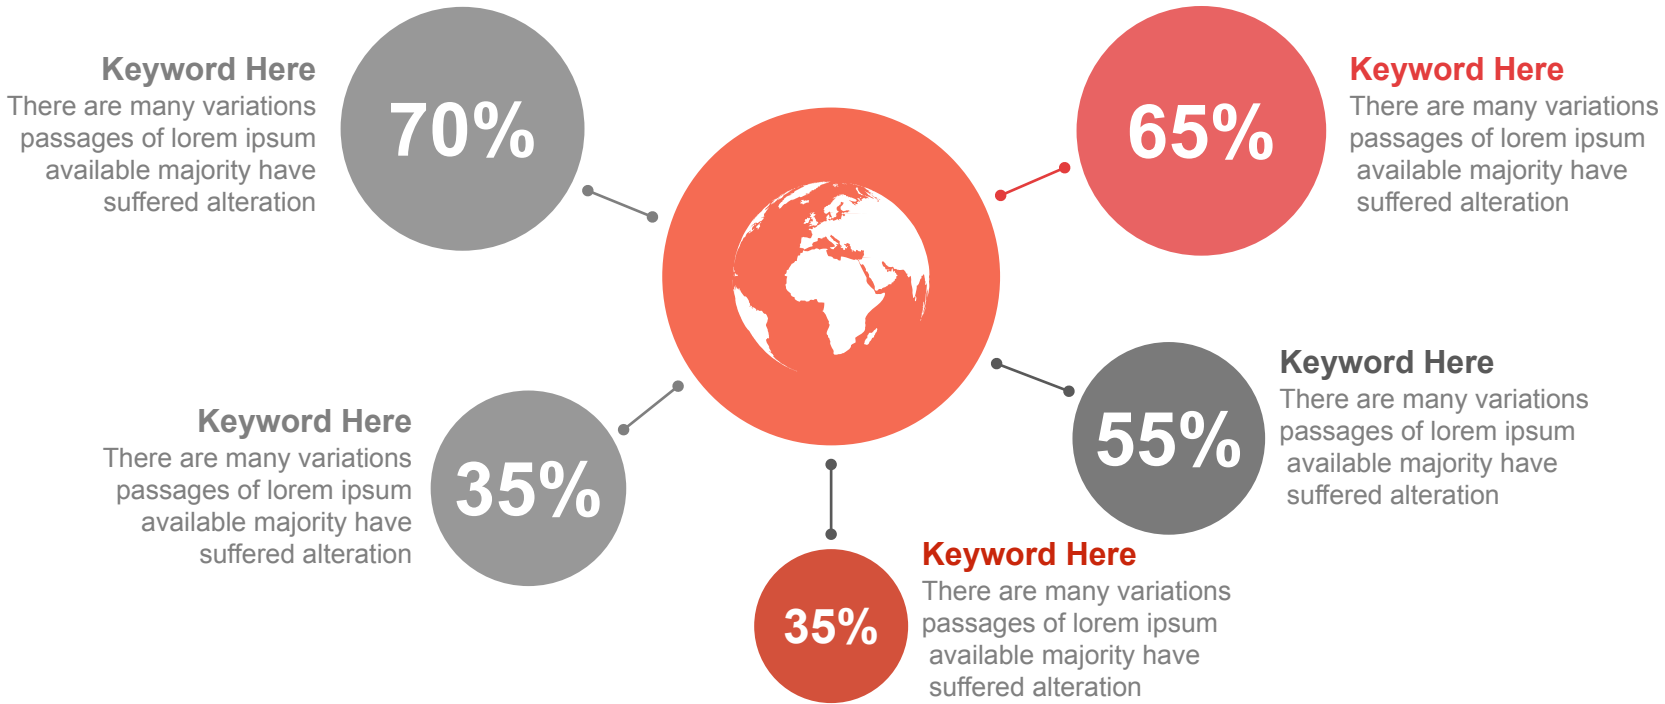 Keyword Here
There are many variations
passages of lorem ipsum
available majority have
suffered alteration
70%
65%
Keyword Here
There are many variations
passages of lorem ipsum
available majority have
suffered alteration
Keyword Here
There are many variations
passages of lorem ipsum
available majority have
suffered alteration
35%
55%
Keyword Here
There are many variations
passages of lorem ipsum
available majority have
suffered alteration
35%
Keyword Here
There are many variations
passages of lorem ipsum
available majority have
suffered alteration